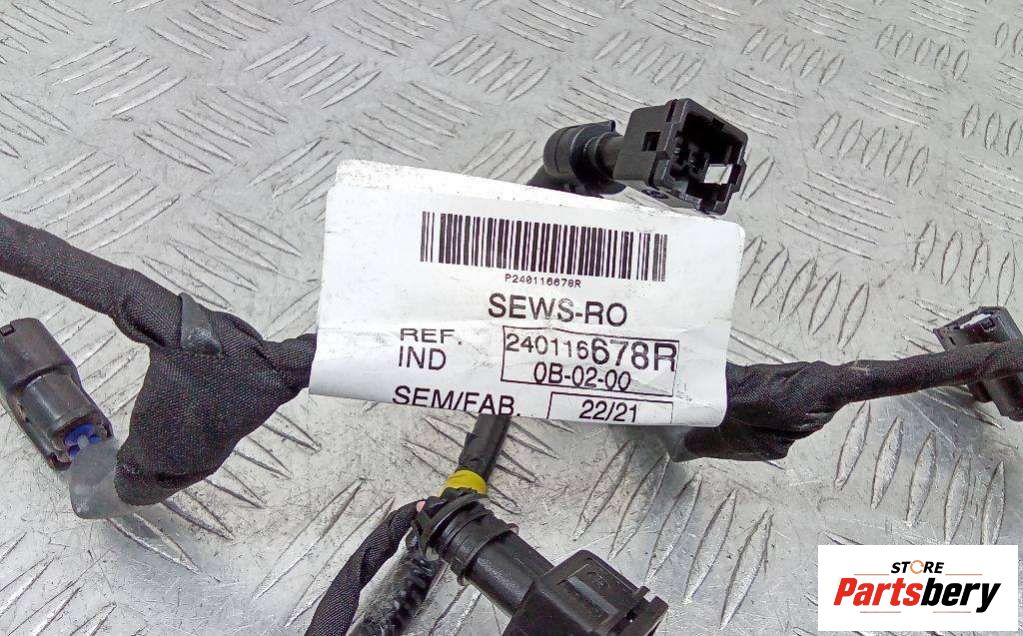 P240116678R
SEWS-RO
REF. 240116678R
IND 0B-02-00
SEM/FAB. 22/21
STORE
Partsbery